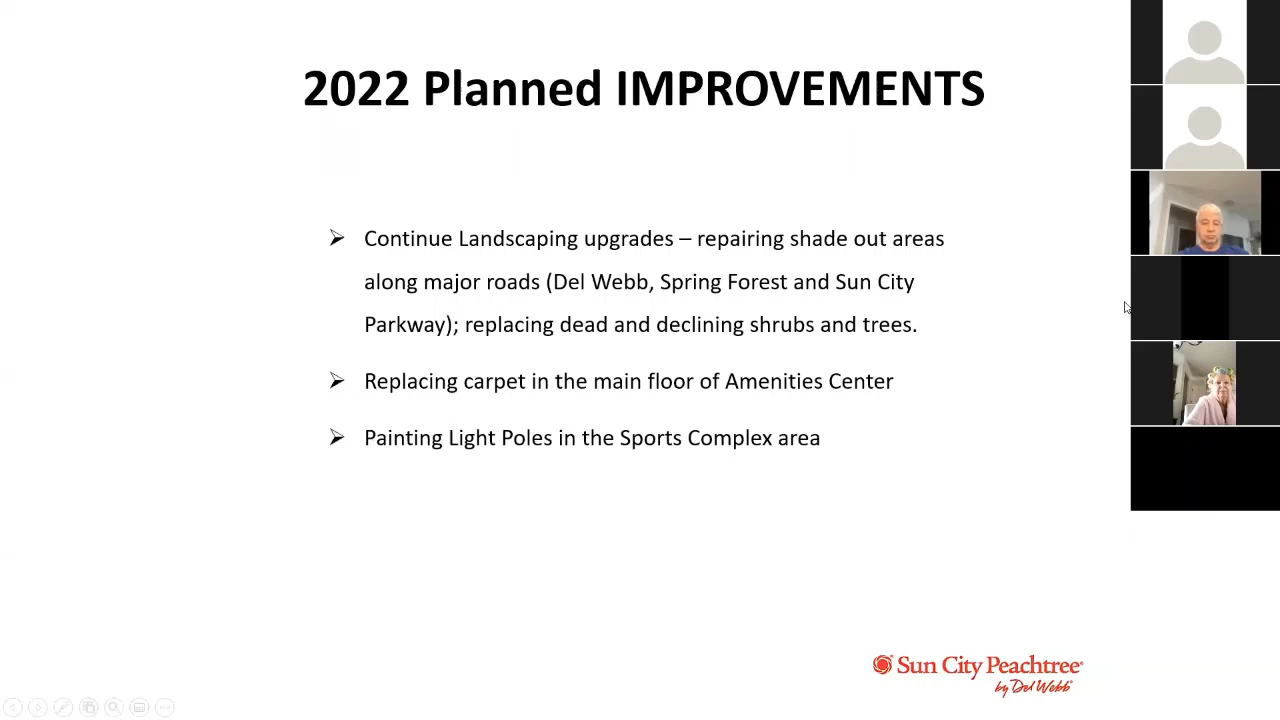 2022 Planned IMPROVEMENTS
Continue Landscaping upgrades – repairing shade out areas
along major roads (Del Webb, Spring Forest and Sun City
Parkway); replacing dead and declining shrubs and trees.
Replacing carpet in the main floor of Amenities Center
Painting Light Poles in the Sports Complex area
Sun City Peachtree®
by Del Webb®